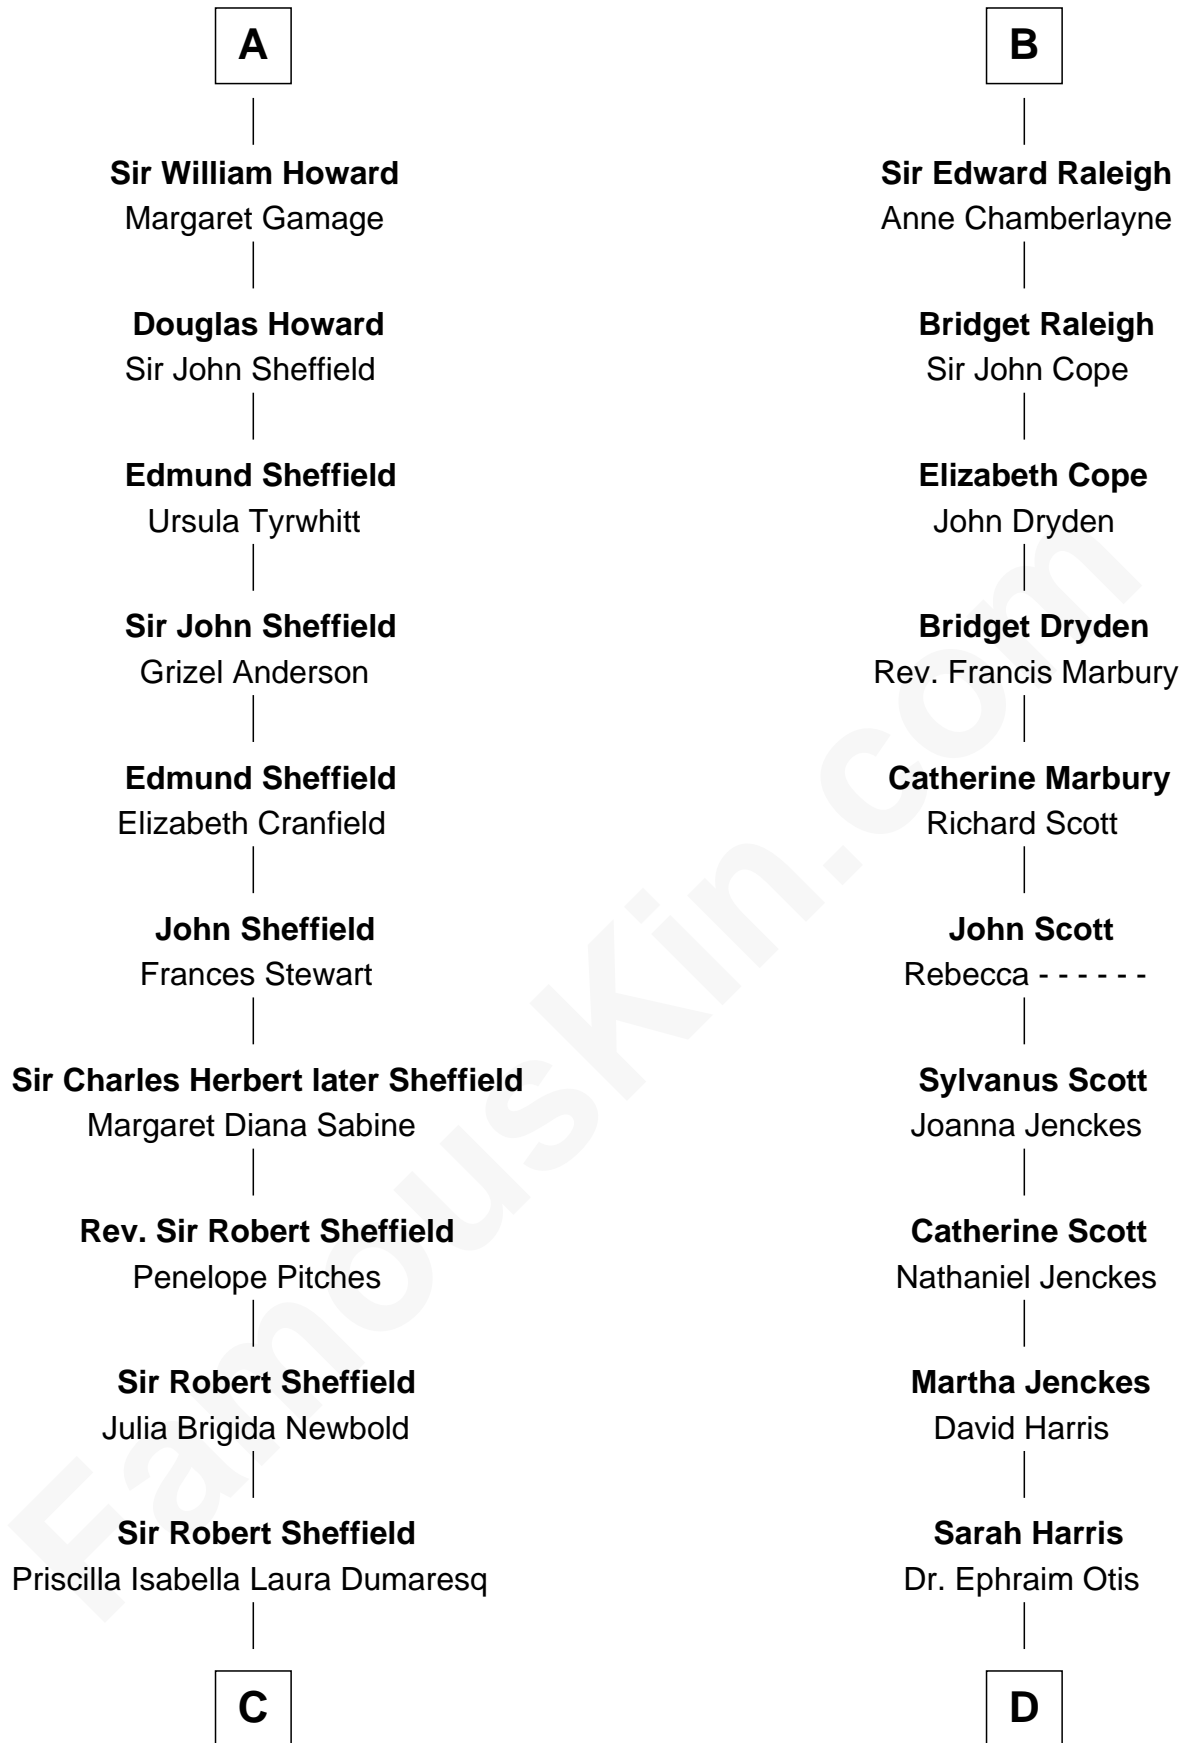 A
Sir William Howard
Margaret Gamage
Douglas Howard
Sir John Sheffield
Edmund Sheffield
Ursula Tyrwhitt
Sir John Sheffield
Grizel Anderson
Edmund Sheffield
Elizabeth Cranfield
John Sheffield
Frances Stewart
Sir Charles Herbert later Sheffield
Margaret Diana Sabine
Rev. Sir Robert Sheffield
Penelope Pitches
Sir Robert Sheffield
Julia Brigida Newbold
Sir Robert Sheffield
Priscilla Isabella Laura Dumaresq
C
B
Sir Edward Raleigh
Anne Chamberlayne
Bridget Raleigh
Sir John Cope
Elizabeth Cope
John Dryden
Bridget Dryden
Rev. Francis Marbury
Catherine Marbury
Richard Scott
John Scott
Rebecca - - - - - -
Sylvanus Scott
Joanna Jenckes
Catherine Scott
Nathaniel Jenckes
Martha Jenckes
David Harris
Sarah Harris
Dr. Ephraim Otis
D
FamousKin.com